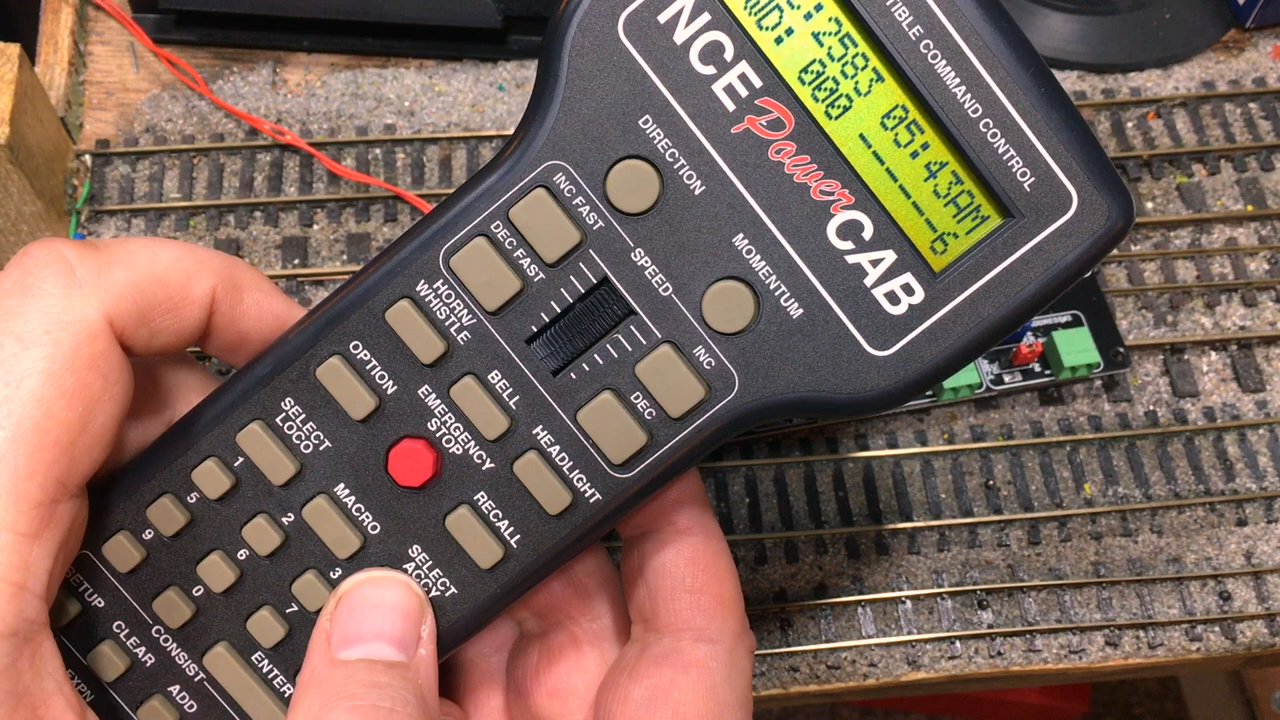 :2583 05:43AM
WD: 000 ------6
TIBLE COMMAND CONTROL
NCE Power CAB
DIRECTION
MOMENTUM
INC FAST
DEC FAST
SPEED
INC
DEC
HORN/
WHISTLE
OPTION
BELL
EMERGENCY
STOP
HEADLIGHT
SELECT
LOCO
MACRO
RECALL
SELECT
ACCY
1
2
3
5
6
7
9
0
SETUP
CLEAR
CONSIST
ENTER
EXPN
ADD